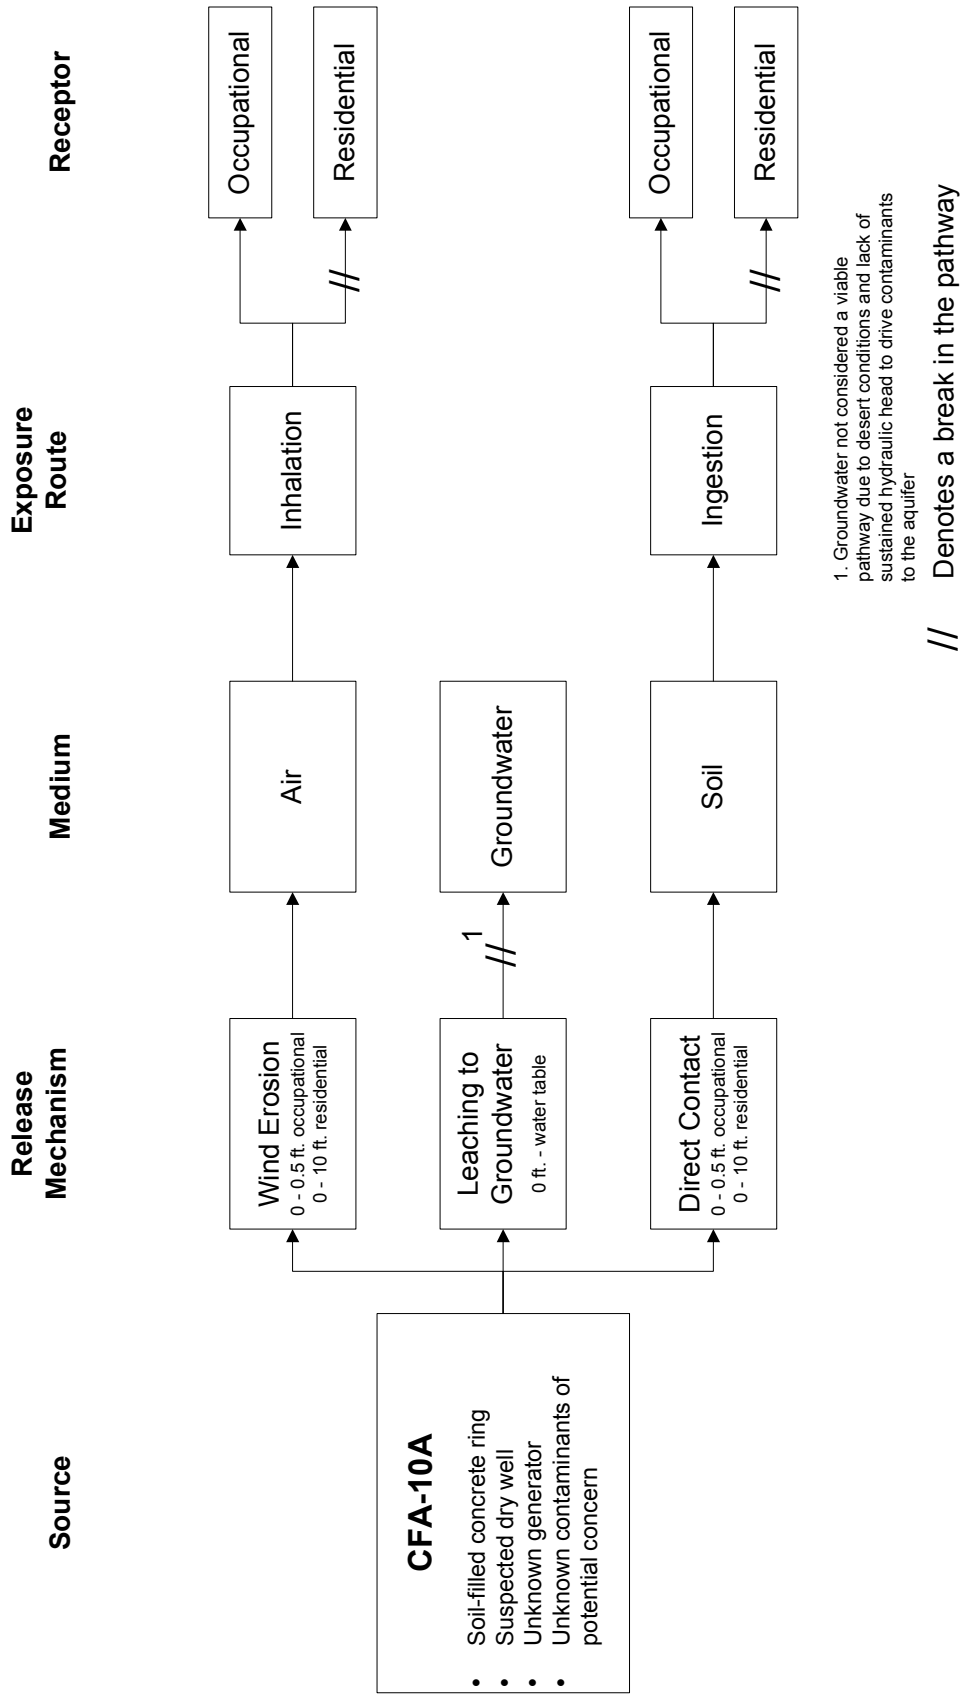 Source
Release
Mechanism
Medium
Exposure
Route
Receptor
CFA-10A
• Soil-filled concrete ring
• Suspected dry well
• Unknown generator
• Unknown contaminants of
potential concern
Wind Erosion
0 - 0.5 ft. occupational
0 - 10 ft. residential
Air
Inhalation
Occupational
//
Residential
Leaching to
Groundwater
0 ft. - water table
// 1
Groundwater
Direct Contact
0 - 0.5 ft. occupational
0 - 10 ft. residential
Soil
Ingestion
Occupational
//
Residential
1. Groundwater not considered a viable
pathway due to desert conditions and lack of
sustained hydraulic head to drive contaminants
to the aquifer
// Denotes a break in the pathway